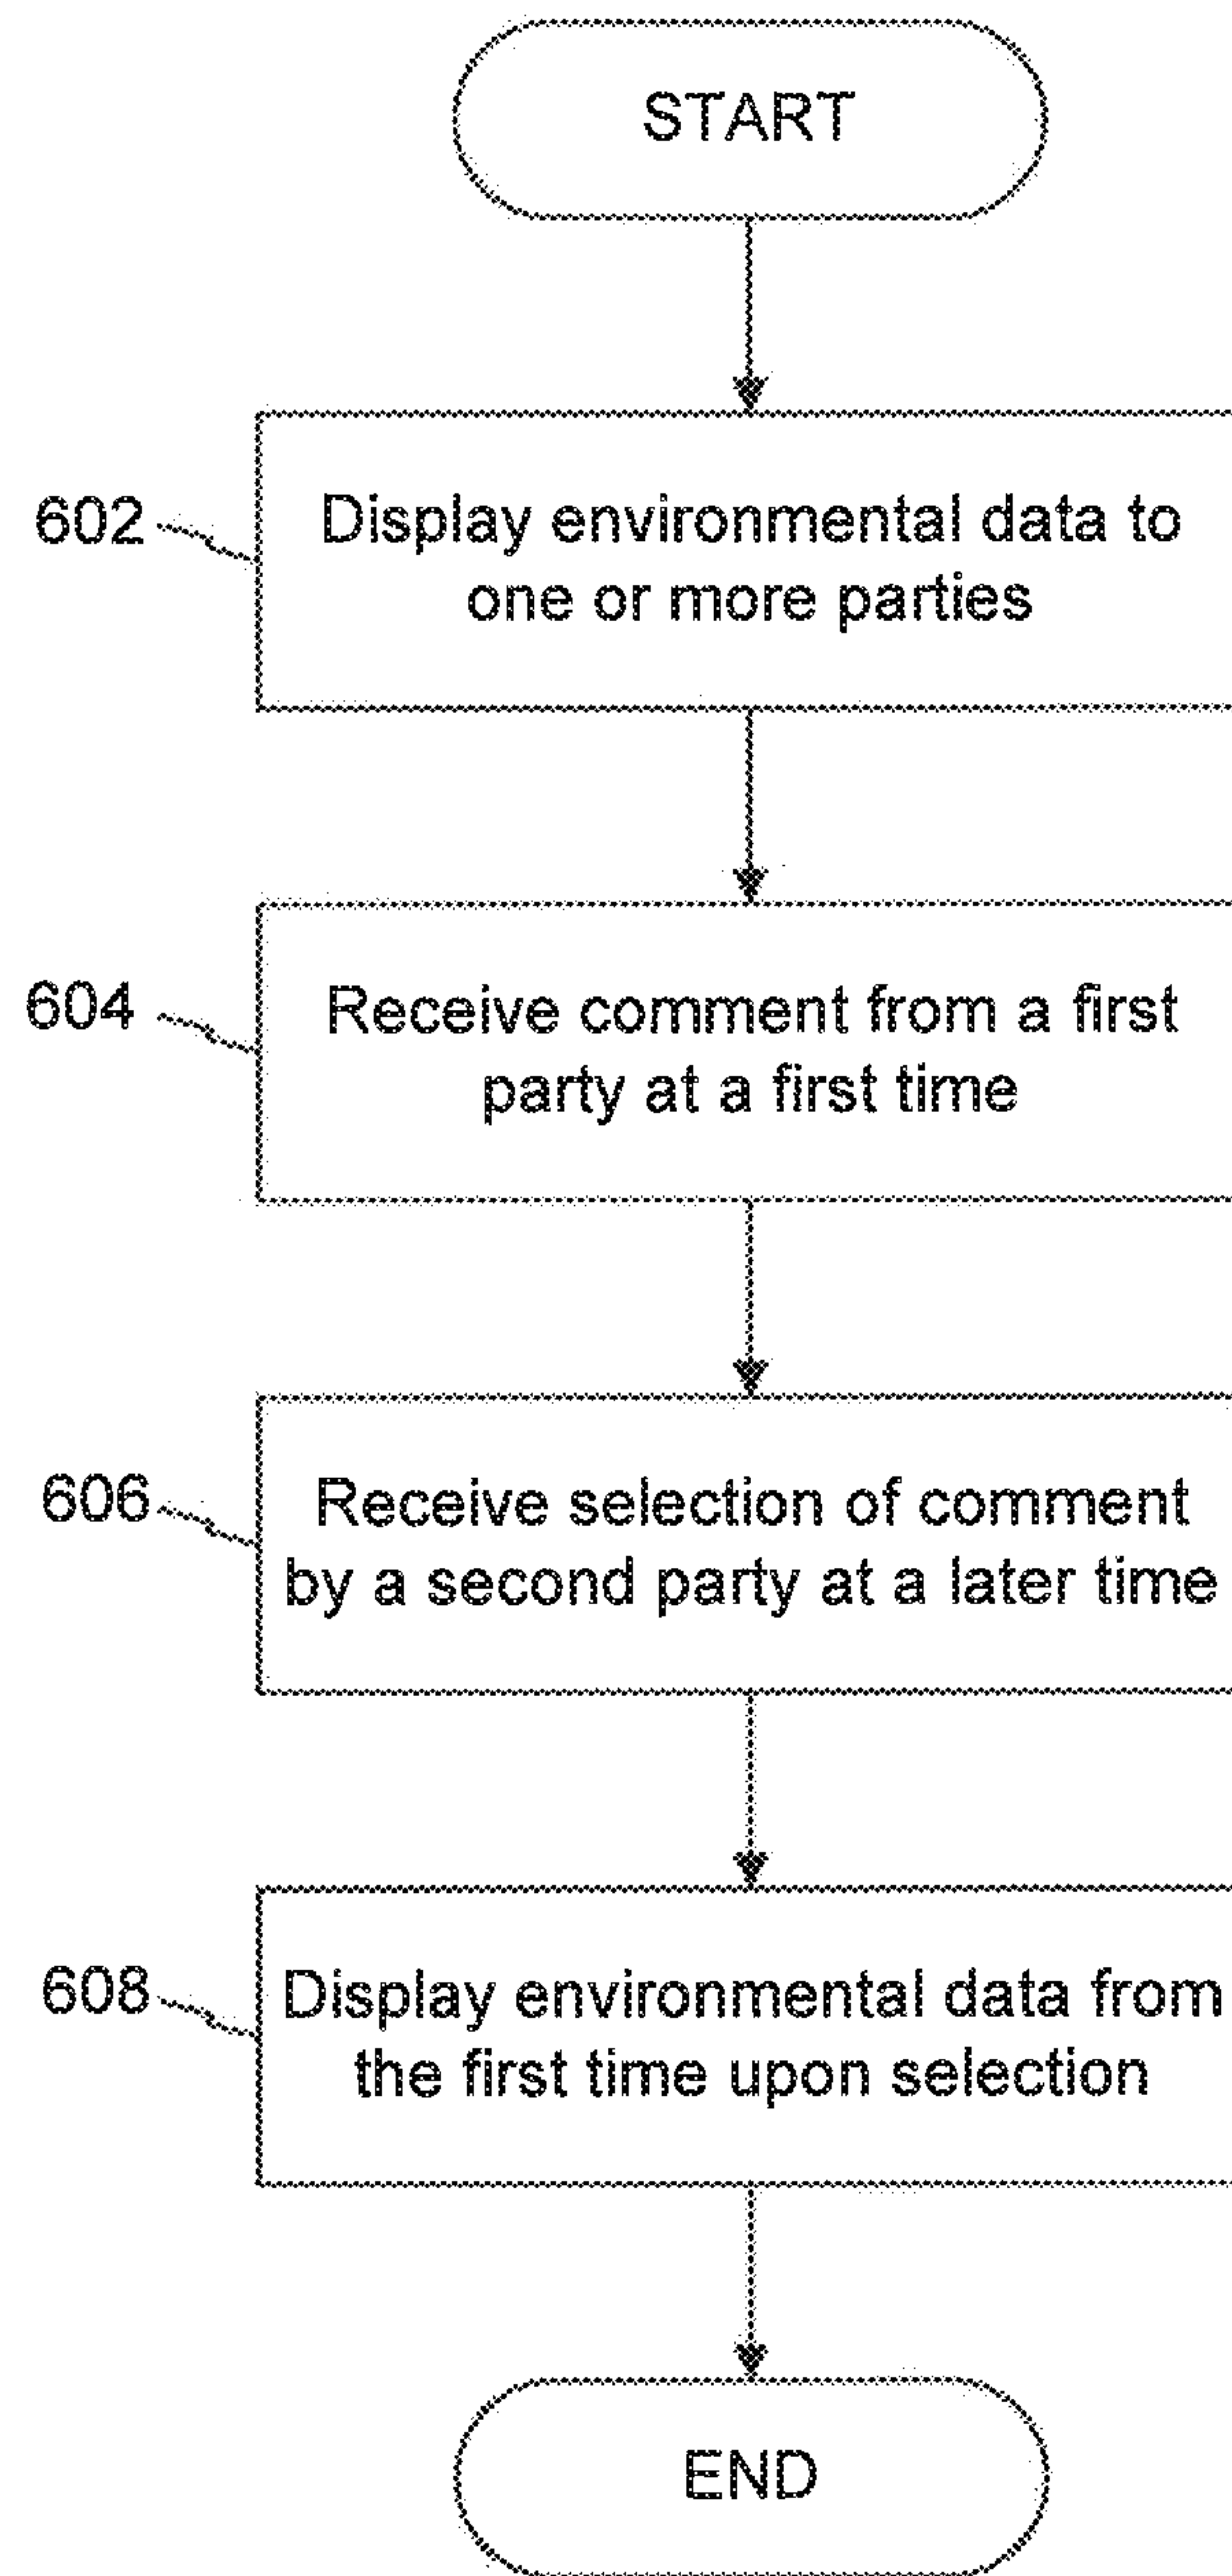 START
602
Display environmental data to
one or more parties
604
Receive comment from a first
party at a first time
606
Receive selection of comment
by a second party at a later time
608
Display environmental data from
the first time upon selection
END